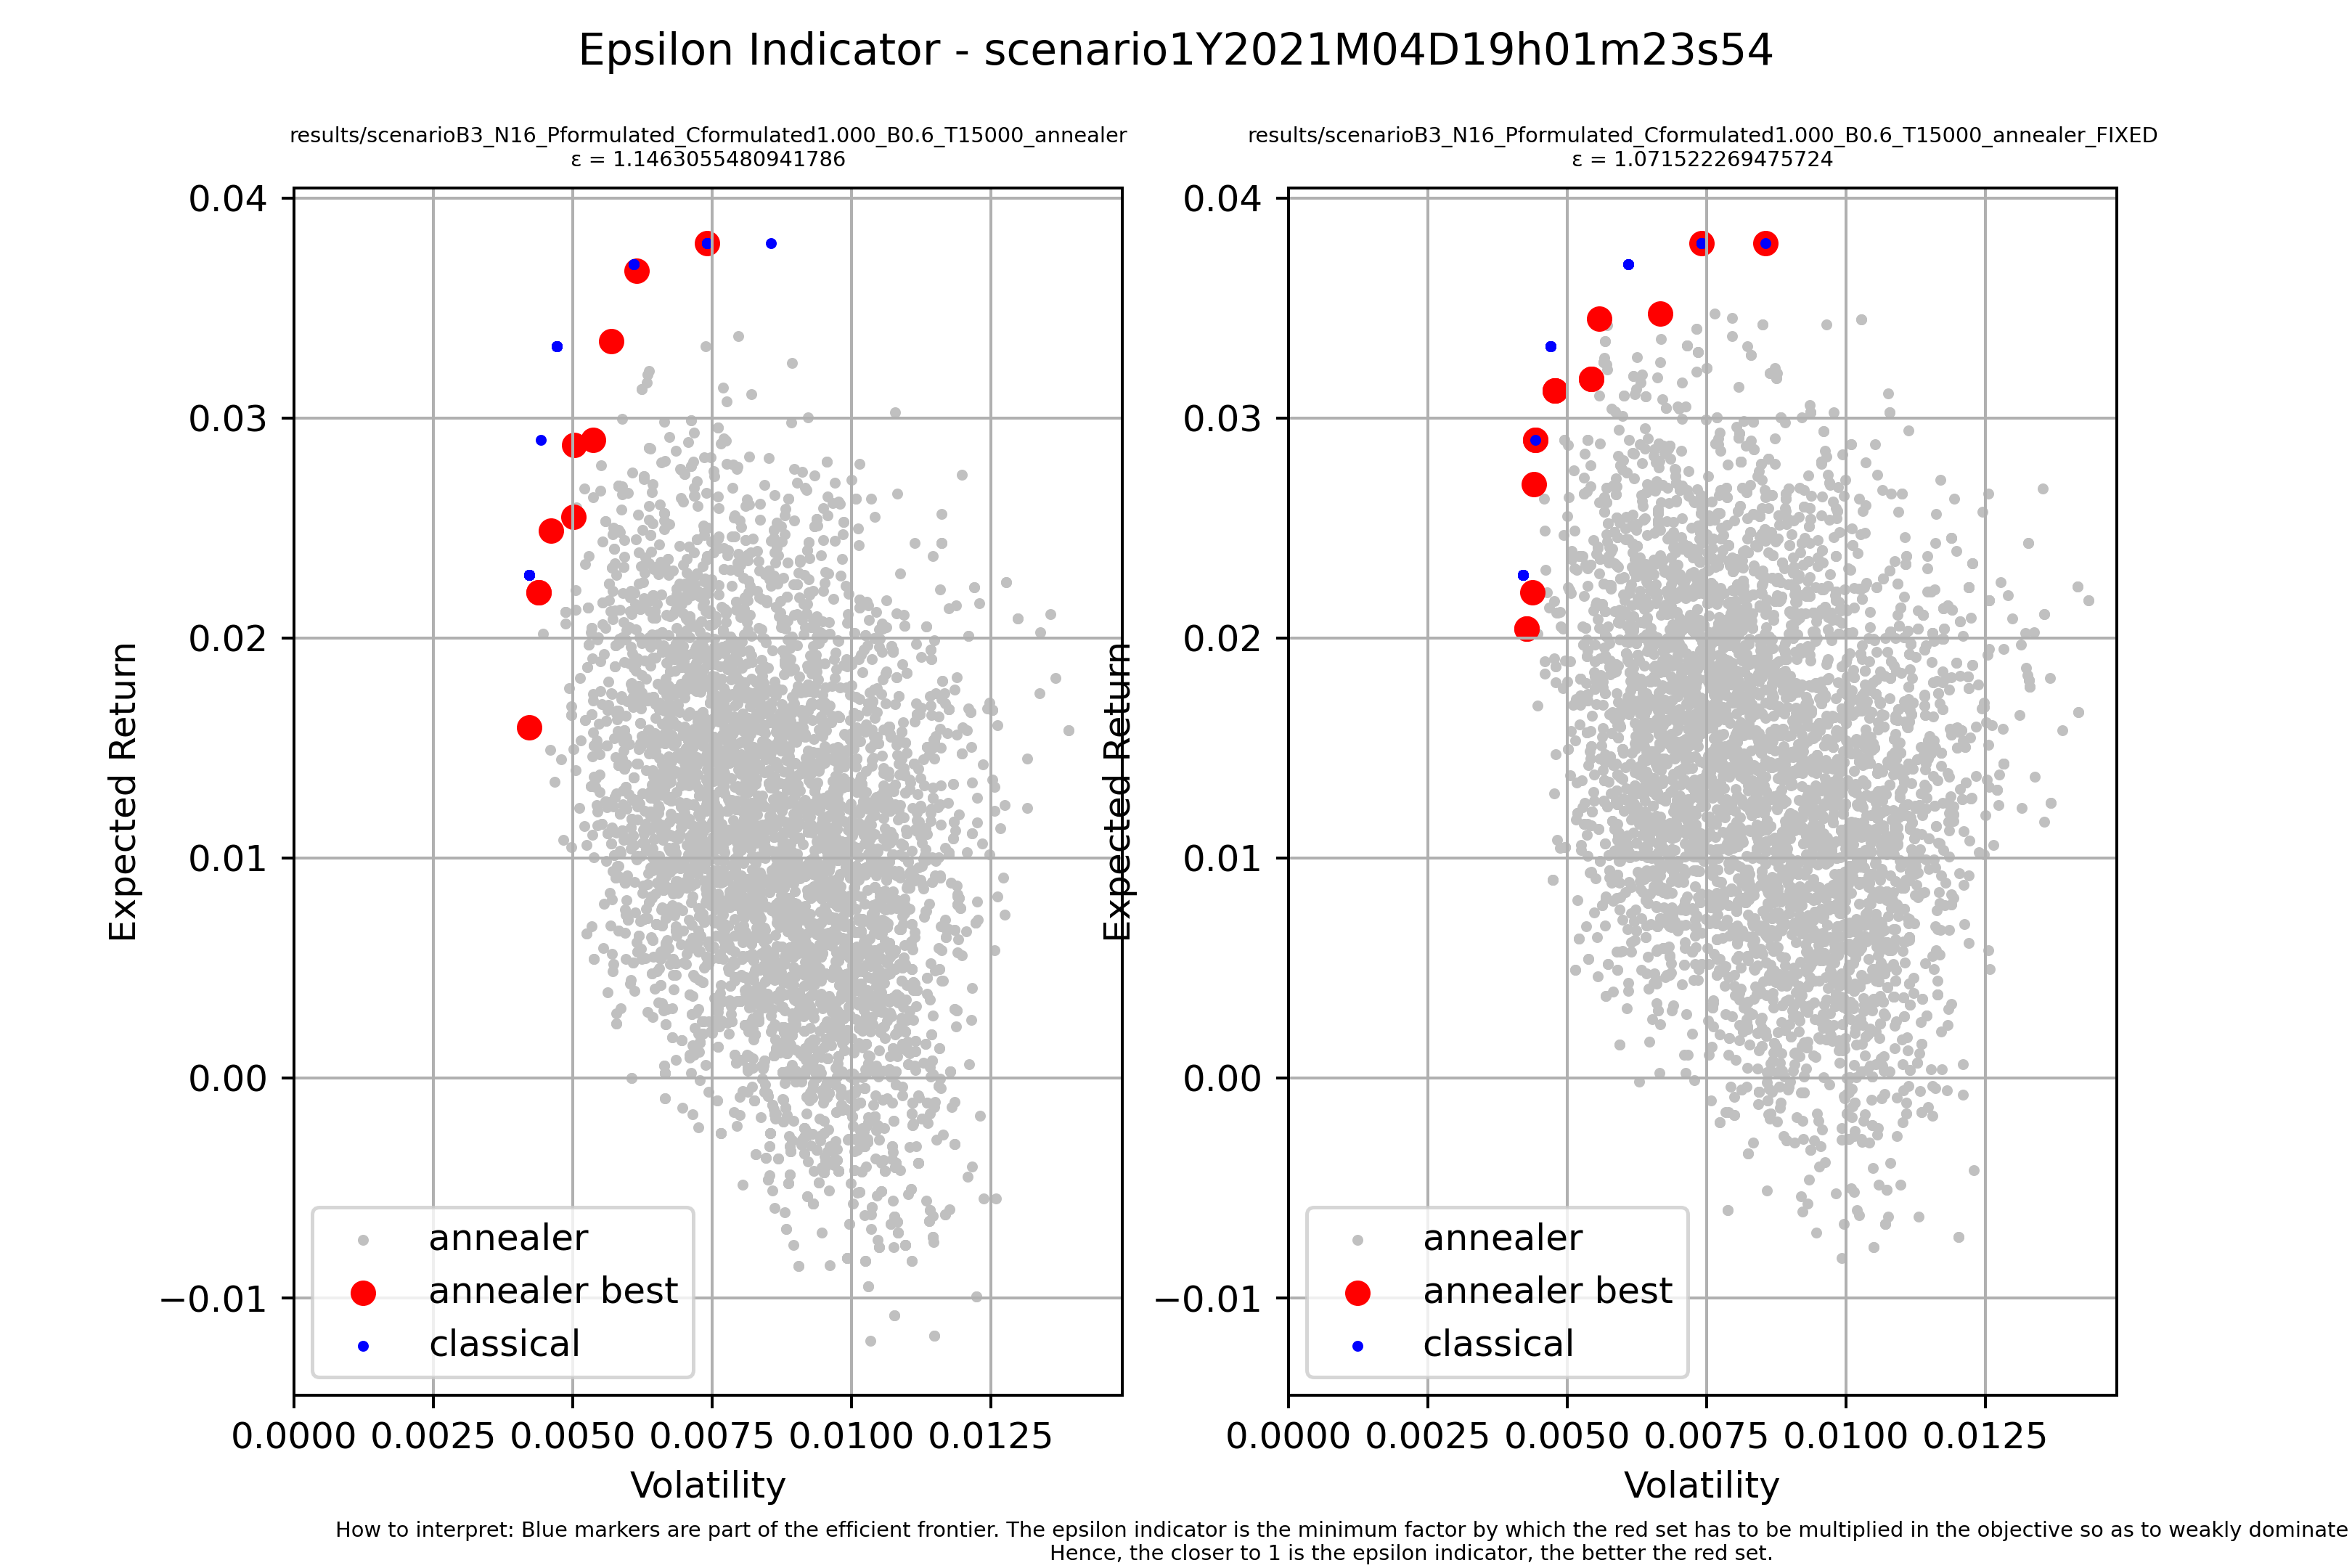 Epsilon Indicator - scenario1Y2021M04D19h01m23s54
results/scenarioB3_N16_Pformulated_Cformulated1.000_B0.6_T15000_annealer
ε = 1.1463055480941786
0.04
0.03
0.02
0.01
0.00
−0.01
Expected Return
annealer
annealer best
classical
0.0000 0.0025 0.0050 0.0075 0.0100 0.0125
Volatility
results/scenarioB3_N16_Pformulated_Cformulated1.000_B0.6_T15000_annealer_FIXED
ε = 1.071522269475724
0.04
0.03
0.02
0.01
0.00
−0.01
Expected Return
annealer
annealer best
classical
0.0000 0.0025 0.0050 0.0075 0.0100 0.0125
Volatility
How to interpret: Blue markers are part of the efficient frontier. The epsilon indicator is the minimum factor by which the red set has to be multiplied in the objective so as to weakly dominate
Hence, the closer to 1 is the epsilon indicator, the better the red set.